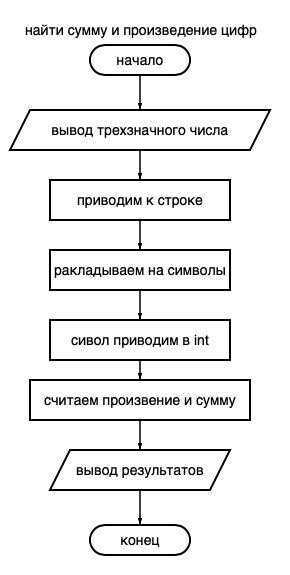 найти сумму и произведение цифр
начало
вывод трехзначного числа
приводим к строке
ракладываем на символы
сивол приводим в int
считаем произвение и сумму
вывод результатов
конец